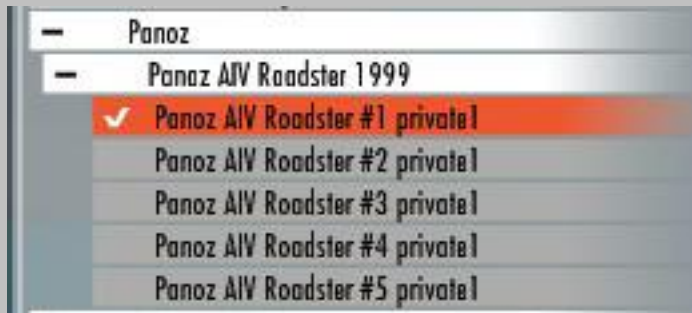 Panoz
Panoz AIV Roadster 1999
Panoz AIV Roadster #1 private1
Panoz AIV Roadster #2 private1
Panoz AIV Roadster #3 private1
Panoz AIV Roadster #4 private1
Panoz AIV Roadster #5 private1